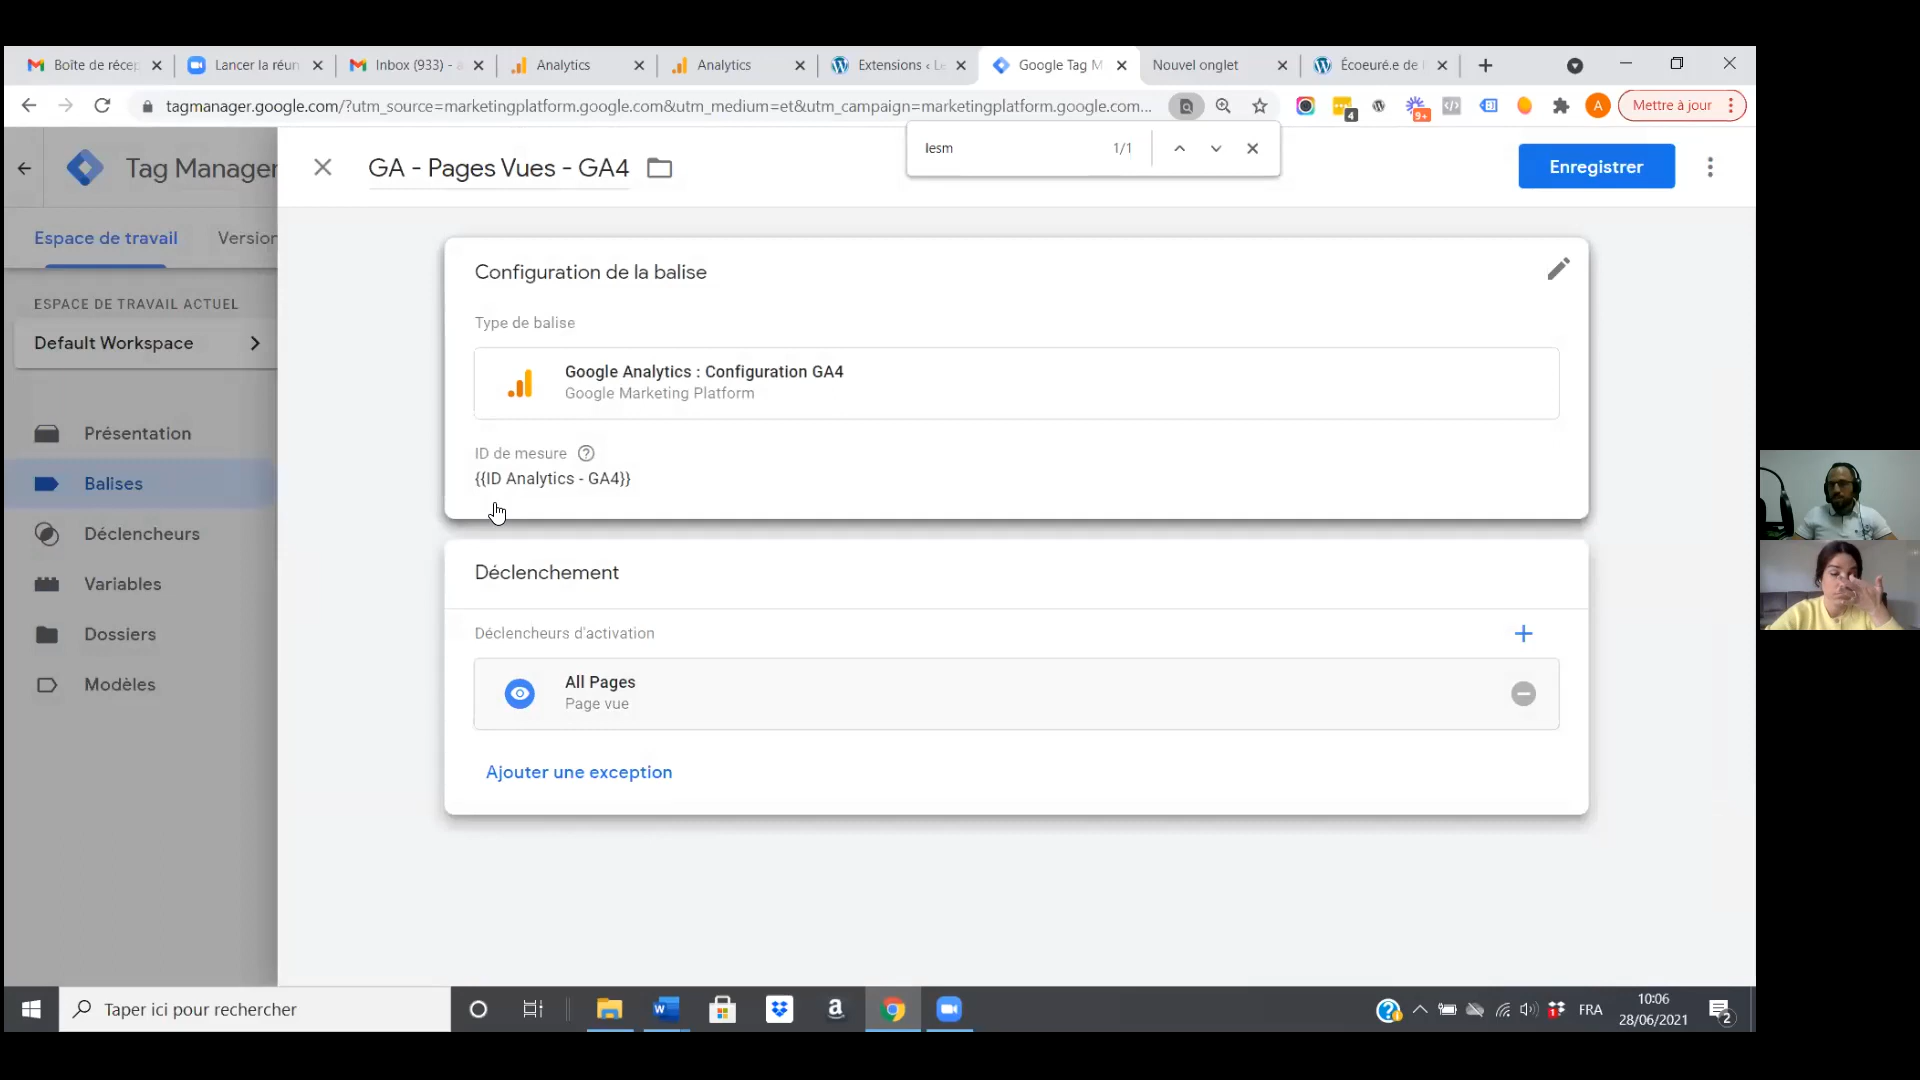 Boîte de récep
Lancer la réun
Inbox (933) - a
Analytics
Analytics
Extensions ‹ Le
Google Tag M
Nouvel onglet
Écoeuré.e de l
tagmanager.google.com/?utm_source=marketingplatform.google.com&utm_medium=et&utm_campaign=marketingplatform.google.com...
4
9+
A
Mettre à jour
lesm
1/1
Tag Manager
GA - Pages Vues - GA4
Enregistrer
Espace de travail
Version
ESPACE DE TRAVAIL ACTUEL
Default Workspace
Présentation
Balises
Déclencheurs
Variables
Dossiers
Modèles
Configuration de la balise
Type de balise
Google Analytics : Configuration GA4
Google Marketing Platform
ID de mesure
{{ID Analytics - GA4}}
Déclenchement
Déclencheurs d'activation
All Pages
Page vue
Ajouter une exception
Taper ici pour rechercher
FRA
10:06
28/06/2021
2